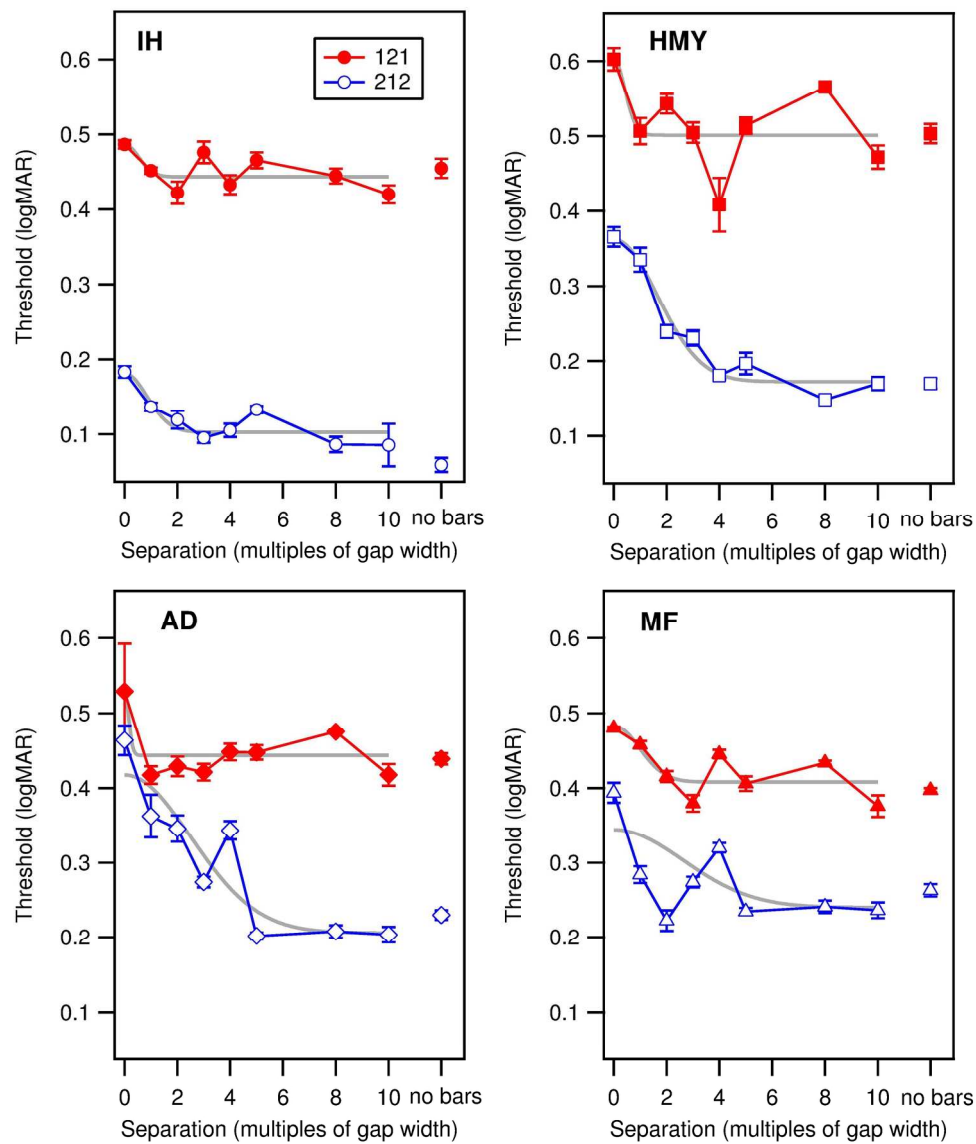 IH
121
212
Threshold (logMAR)
0.6
0.5
0.4
0.3
0.2
0.1
0 2 4 6 8 10 no bars
Separation (multiples of gap width)
HMY
Threshold (logMAR)
0.6
0.5
0.4
0.3
0.2
0.1
0 2 4 6 8 10 no bars
Separation (multiples of gap width)
AD
Threshold (logMAR)
0.6
0.5
0.4
0.3
0.2
0.1
0 2 4 6 8 10 no bars
Separation (multiples of gap width)
MF
Threshold (logMAR)
0.6
0.5
0.4
0.3
0.2
0.1
0 2 4 6 8 10 no bars
Separation (multiples of gap width)